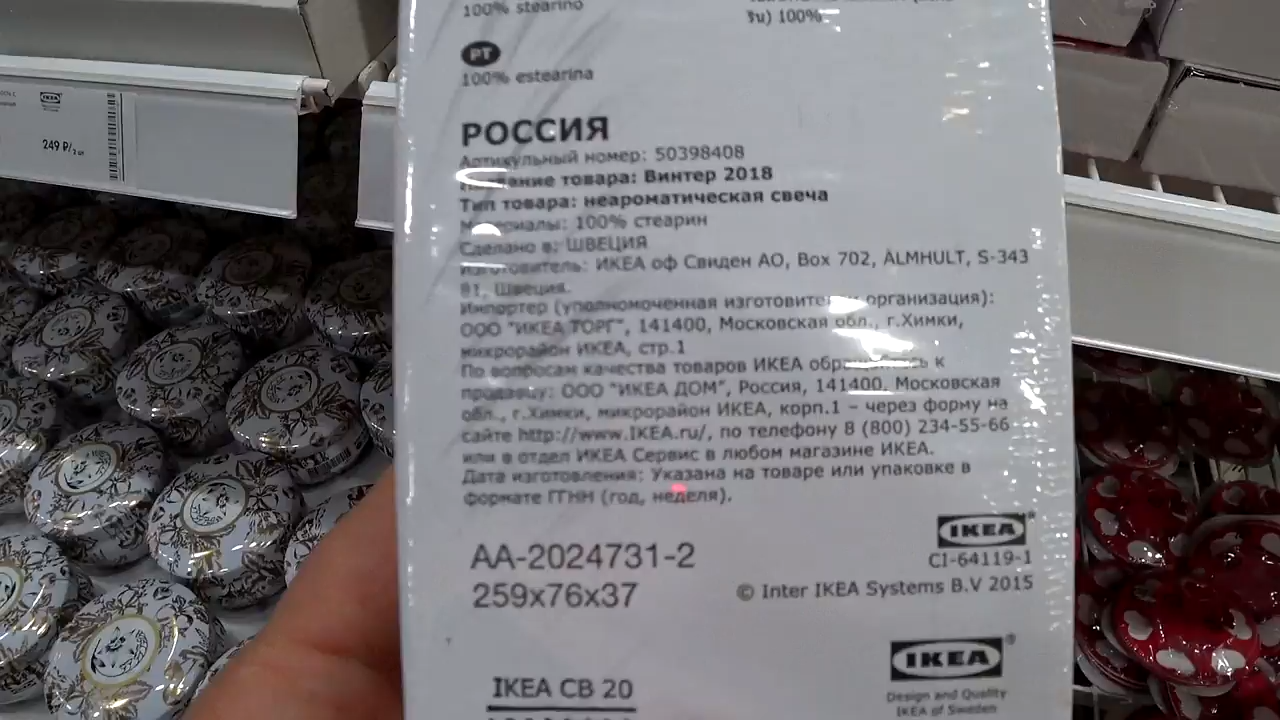 100% stearino
3u) 100%
PT
100% estearina
249 ₽/2 шт
РОССИЯ
Артикульный номер: 50398408
Название товара: Винтер 2018
Тип товара: неароматическая свеча
Материалы: 100% стеарин
Сделано в: ШВЕЦИЯ
Изготовитель: ИКЕА оф Свиден АО, Box 702, ÄLMHULT, S-343
81, Швеция.
Импортер (уполномоченная изготовителем организация):
ООО "ИКЕА ТОРГ", 141400, Московская обл., г.Химки,
микрорайон ИКЕА, стр.1
По вопросам качества товаров ИКЕА обращайтесь к
продавцу: ООО "ИКЕА ДОМ", Россия, 141400, Московская
обл., г.Химки, микрорайон ИКЕА, корп.1 – через форму на
сайте http://www.IKEA.ru/, по телефону 8 (800) 234-55-66
или в отдел ИКЕА Сервис в любом магазине ИКЕА.
Дата изготовления: Указана на товаре или упаковке в
формате ГГНН (год, неделя).
IKEA®
AA-2024731-2
CI-64119-1
259x76x37
© Inter IKEA Systems B.V 2015
IKEA®
IKEA CB 20
Design and Quality
IKEA of Sweden